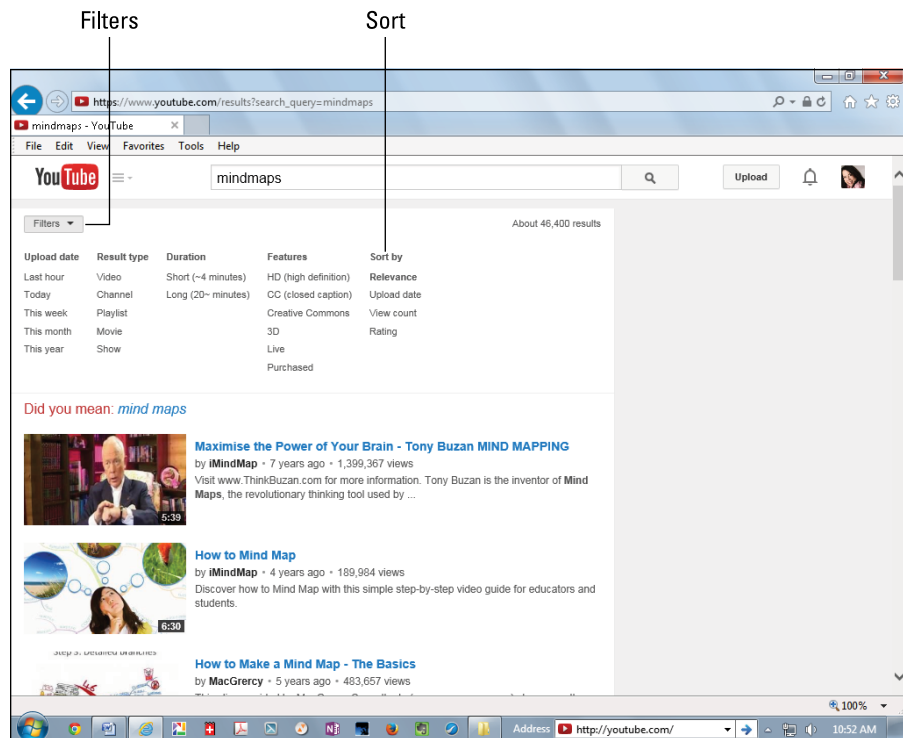 Filters Sort
https://www.youtube.com/results?search_query=mindmaps
mindmaps - YouTube
File Edit View Favorites Tools Help
YouTube mindmaps Upload
Filters About 46,400 results
Upload date Result type Duration Features Sort by
Last hour Video Short (~4 minutes) HD (high definition) Relevance
Today Channel Long (20~ minutes) CC (closed caption) Upload date
This week Playlist Creative Commons View count
This month Movie 3D Rating
This year Show Live
Purchased
Did you mean: mind maps
Maximise the Power of Your Brain - Tony Buzan MIND MAPPING
by iMindMap • 7 years ago • 1,399,367 views
Visit www.ThinkBuzan.com for more information. Tony Buzan is the inventor of Mind
Maps, the revolutionary thinking tool used by ...
5:39
How to Mind Map
by iMindMap • 4 years ago • 189,984 views
Discover how to Mind Map with this simple step-by-step video guide for educators and
students.
6:30
Step 3: Detailed branches
How to Make a Mind Map - The Basics
by MacGrercy • 5 years ago • 483,657 views
100%
Address http://youtube.com/ 10:52 AM